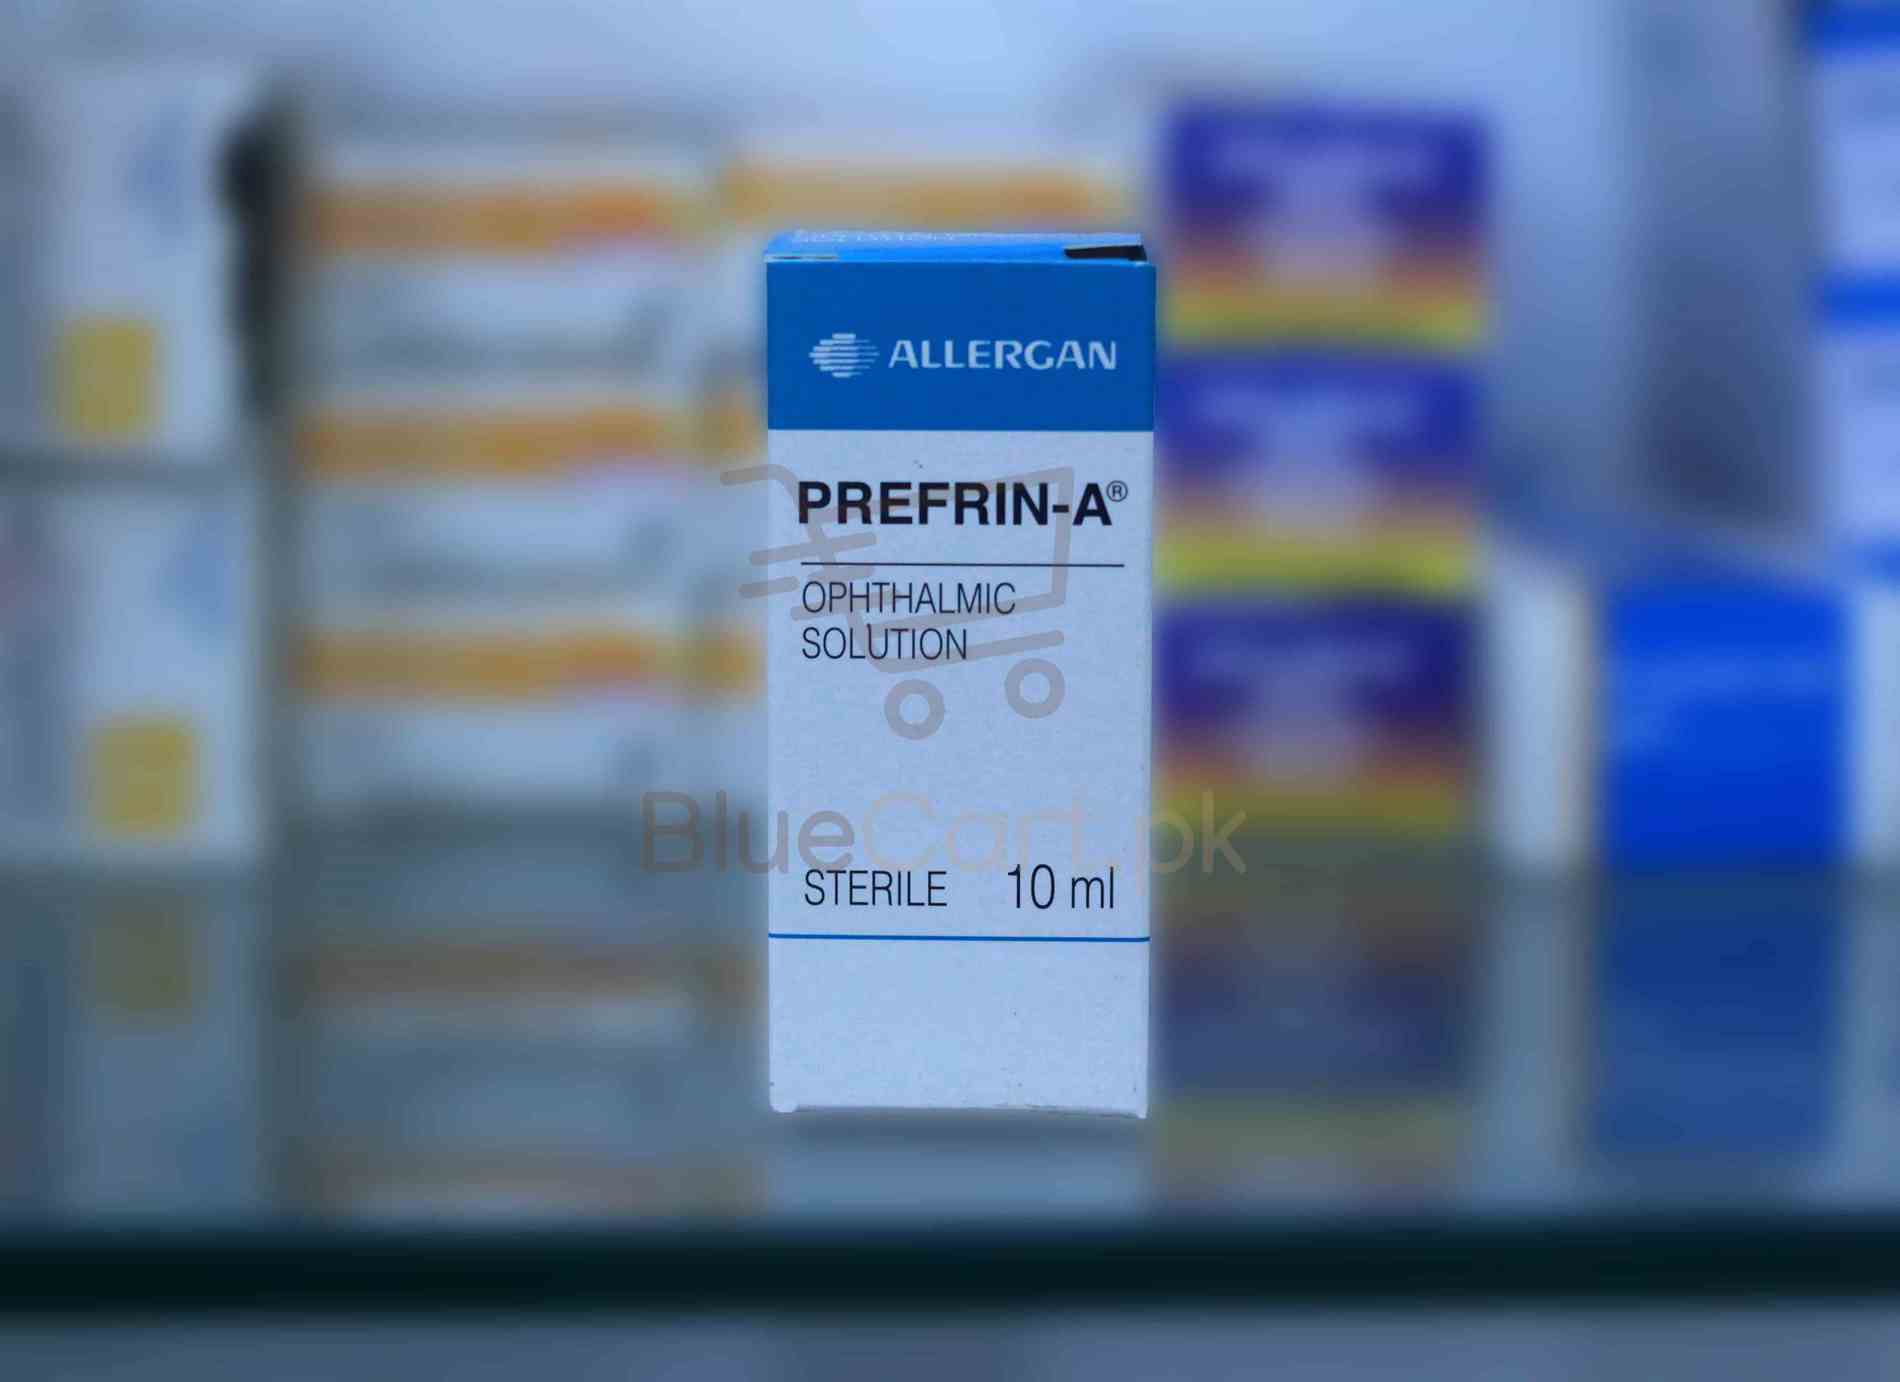 ALLERGAN
PREFRIN-A®
OPHTHALMIC
SOLUTION
BlueCart.pk
STERILE 10 ml